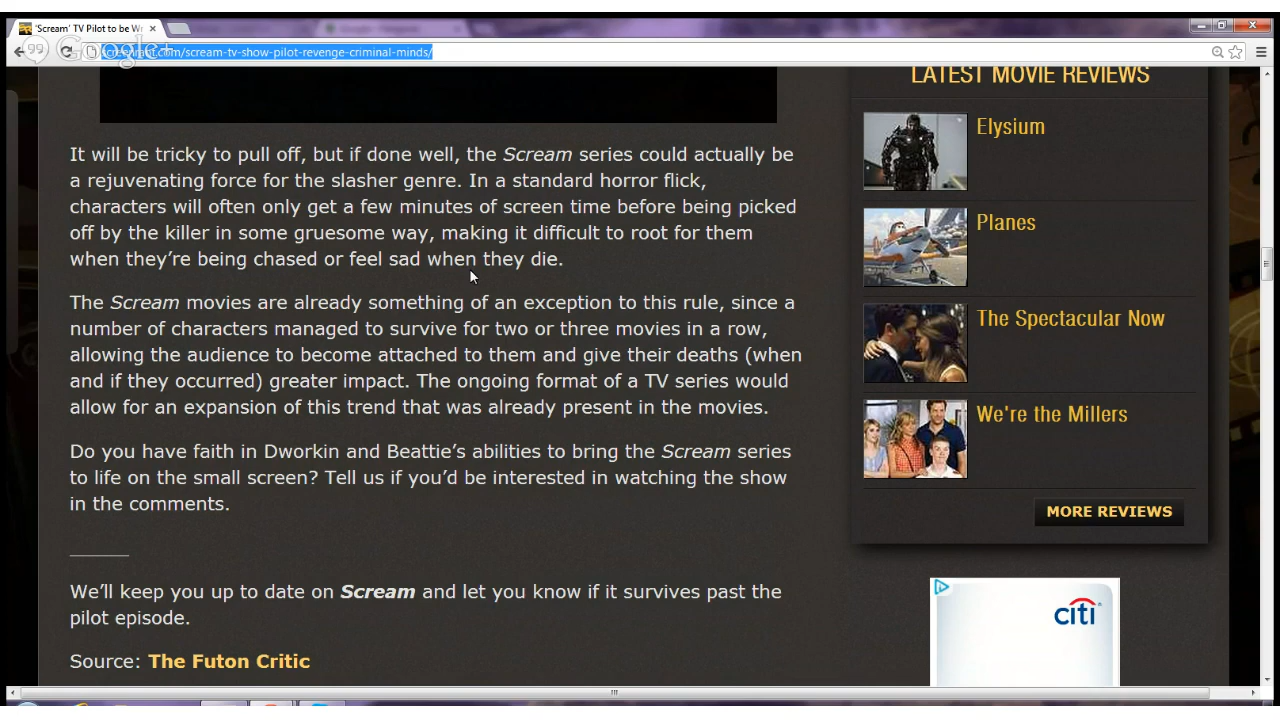 'Scream' TV Pilot to be Wr
Google+
screenrant.com/scream-tv-show-pilot-revenge-criminal-minds/
It will be tricky to pull off, but if done well, the Scream series could actually be
a rejuvenating force for the slasher genre. In a standard horror flick,
characters will often only get a few minutes of screen time before being picked
off by the killer in some gruesome way, making it difficult to root for them
when they're being chased or feel sad when they die.
The Scream movies are already something of an exception to this rule, since a
number of characters managed to survive for two or three movies in a row,
allowing the audience to become attached to them and give their deaths (when
and if they occurred) greater impact. The ongoing format of a TV series would
allow for an expansion of this trend that was already present in the movies.
Do you have faith in Dworkin and Beattie's abilities to bring the Scream series
to life on the small screen? Tell us if you'd be interested in watching the show
in the comments.
We'll keep you up to date on Scream and let you know if it survives past the
pilot episode.
Source: The Futon Critic
LATEST MOVIE REVIEWS
Elysium
Planes
The Spectacular Now
We're the Millers
MORE REVIEWS
citi